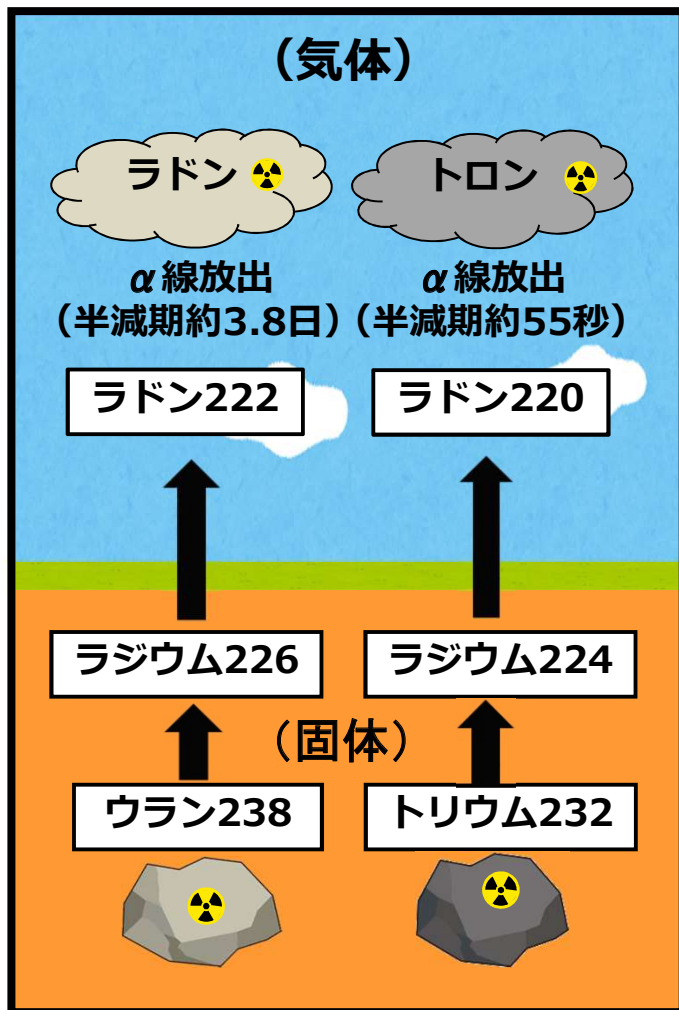 （気体）
ラドン
トロン
α線放出
（半減期約3.8日）
α線放出
（半減期約55秒）
ラドン222
ラドン220
ラジウム226
ラジウム224
（固体）
ウラン238
トリウム232